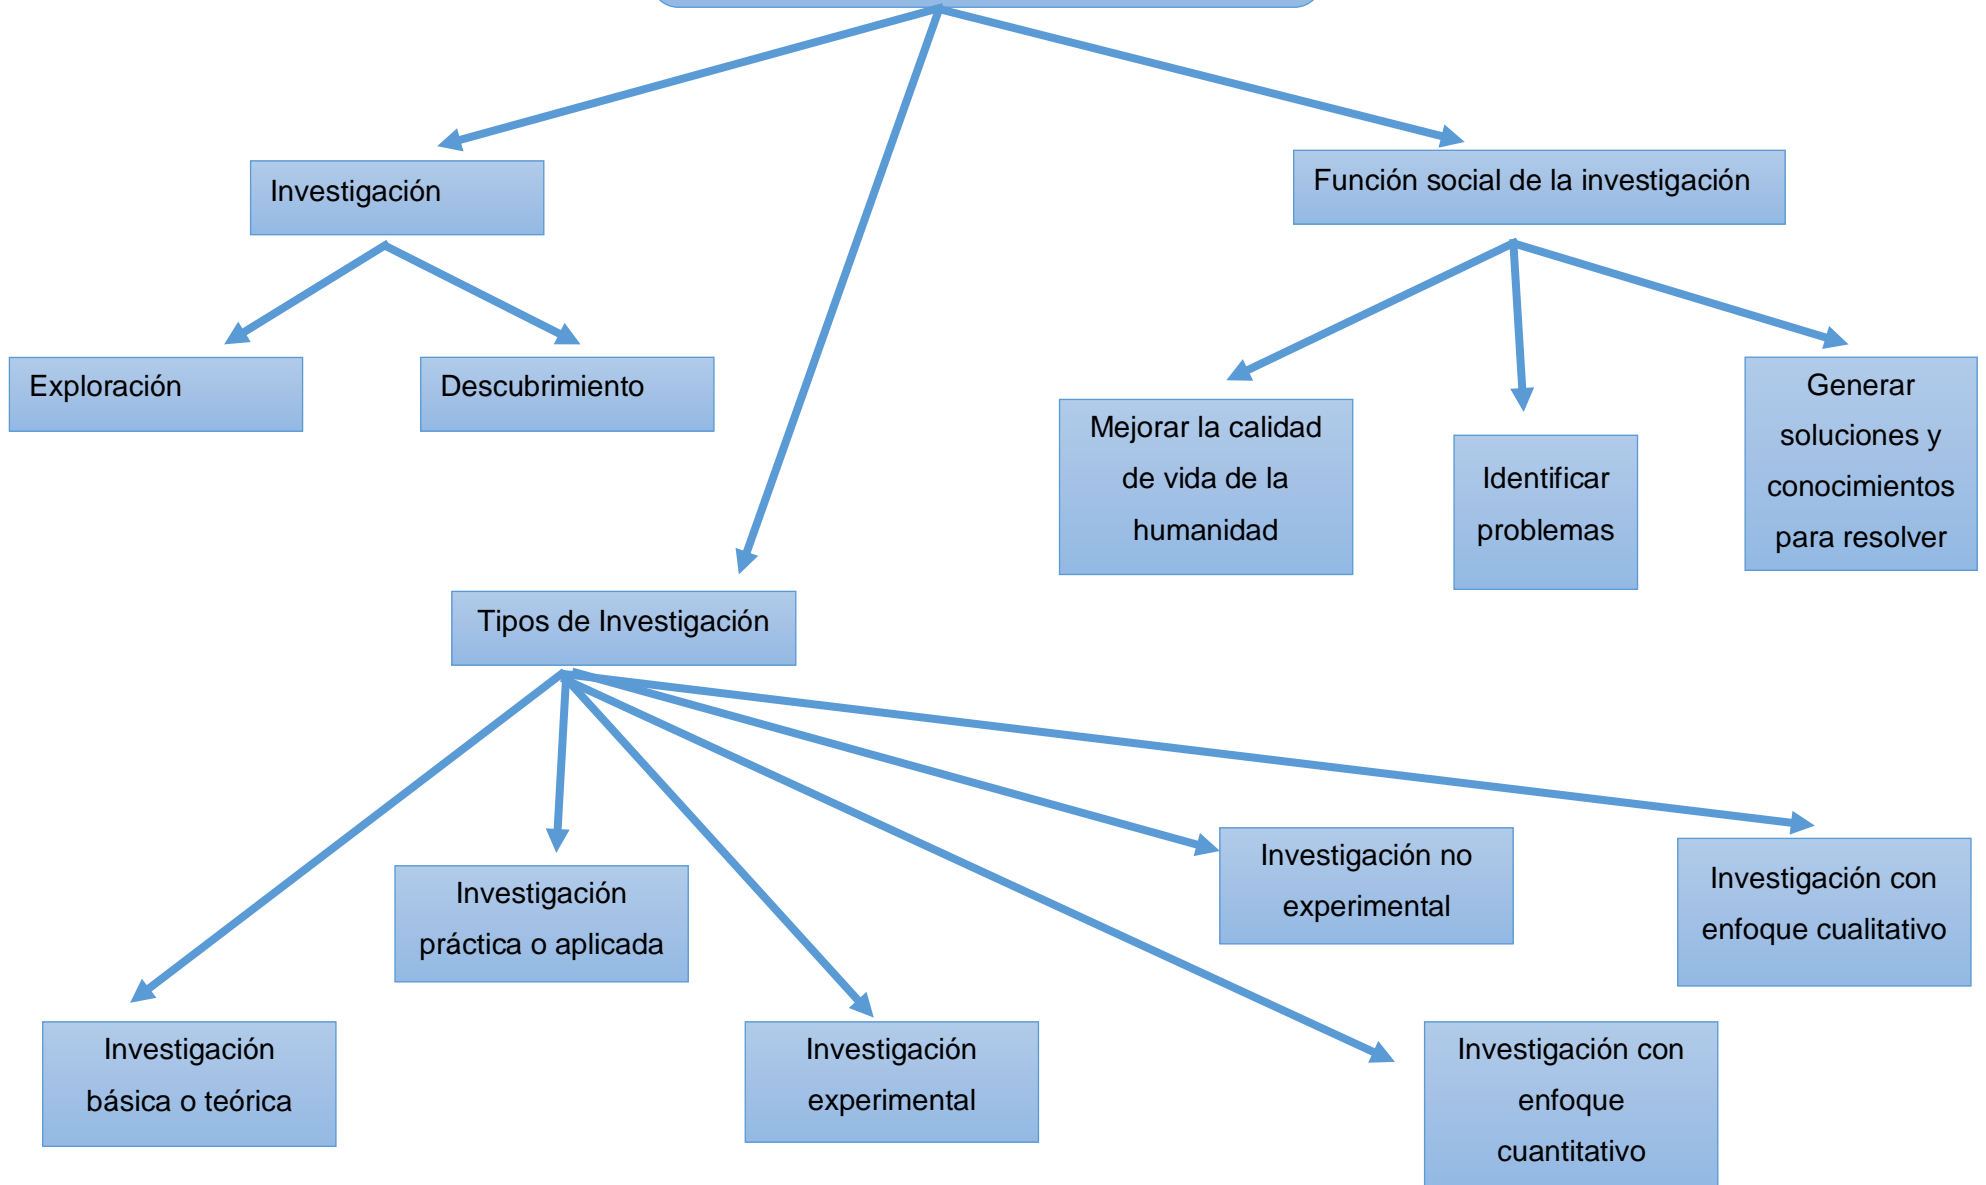 Investigación
Función social de la investigación
Exploración
Descubrimiento
Mejorar la calidad
de vida de la
humanidad
Identificar
problemas
Generar
soluciones y
conocimientos
para resolver
Tipos de Investigación
Investigación
básica o teórica
Investigación
práctica o aplicada
Investigación
experimental
Investigación no
experimental
Investigación con
enfoque
cuantitativo
Investigación con
enfoque cualitativo